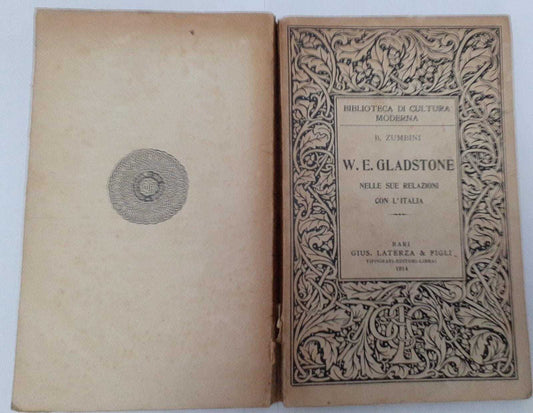 BIBLIOTECA DI CULTURA
MODERNA
B. ZUMBINI
W. E. GLADSTONE
NELLE SUE RELAZIONI
CON L'ITALIA
BARI
GIUS. LATERZA & FIGLI
TIPOGRAFI-EDITORI-LIBRAI
1914